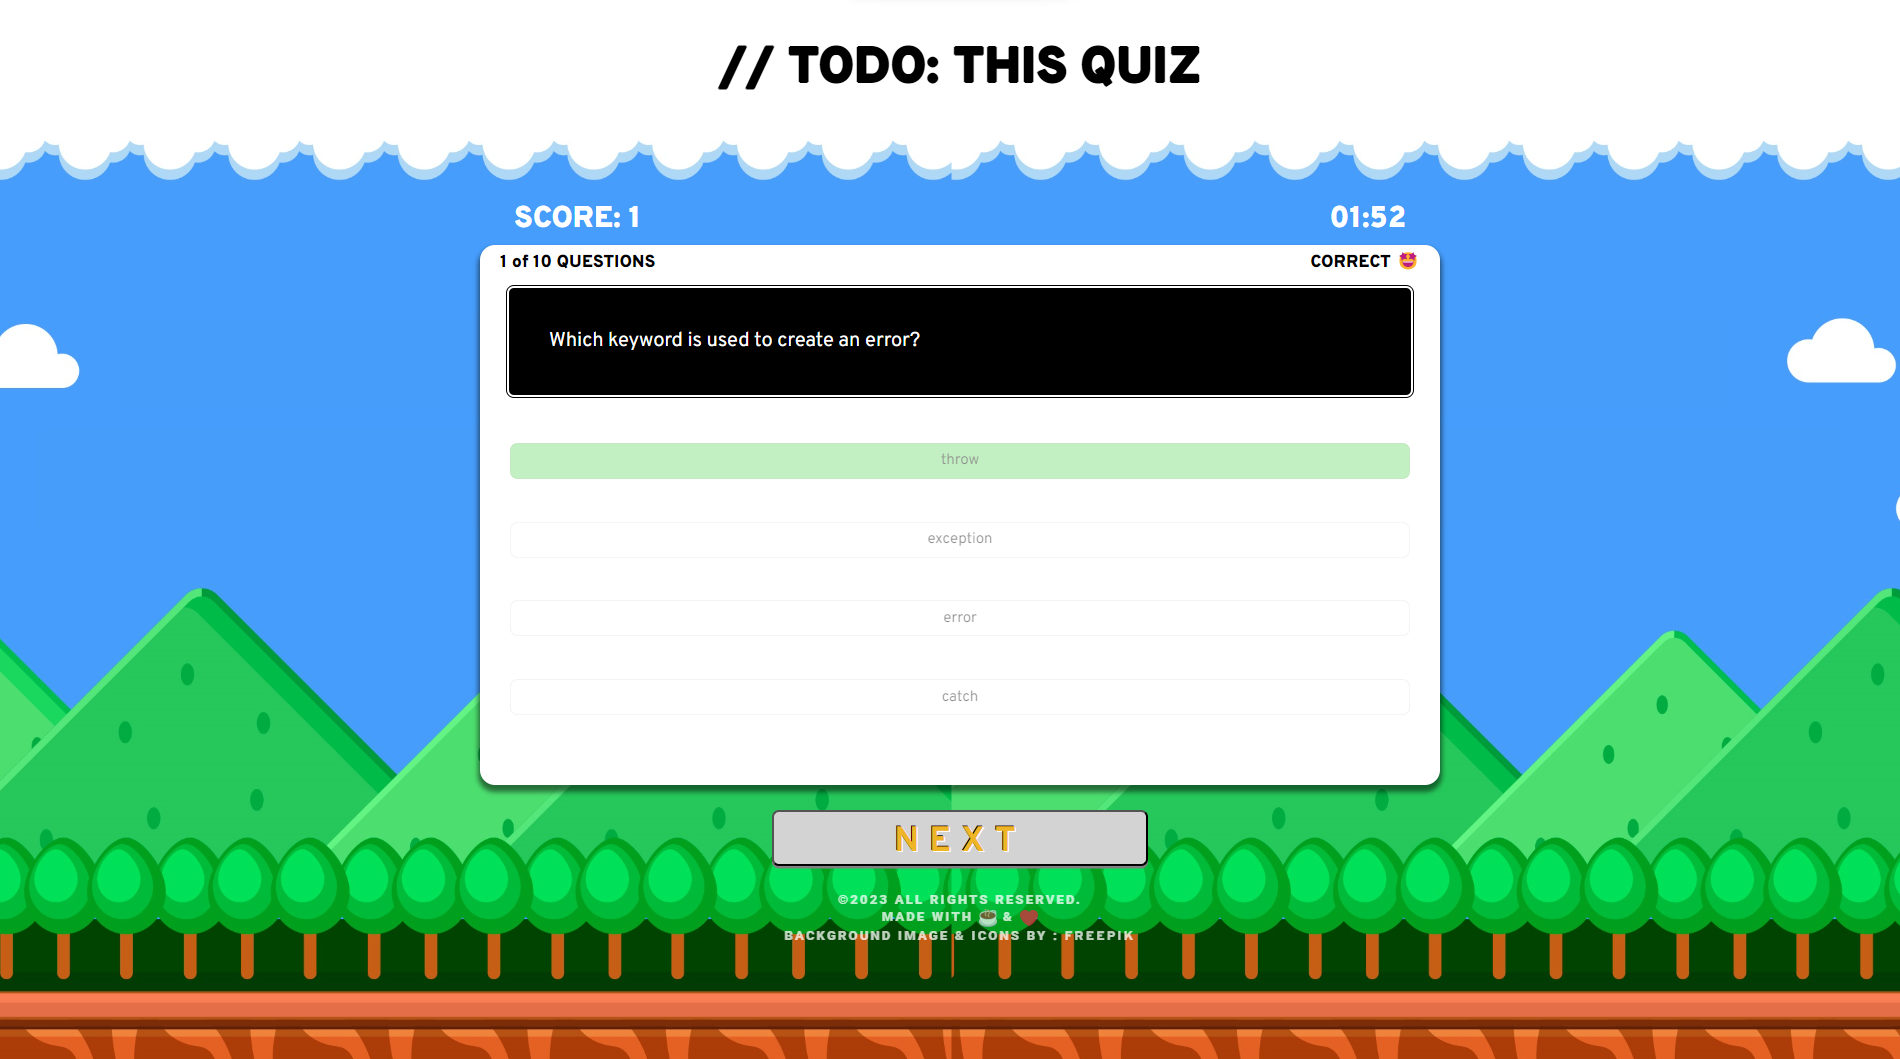 // TODO: THIS QUIZ
SCORE: 1
01:52
1 of 10 QUESTIONS
CORRECT 🤩
Which keyword is used to create an error?
throw
exception
error
catch
NEXT
©2023 ALL RIGHTS RESERVED.
MADE WITH ☕ & ❤️
BACKGROUND IMAGE & ICONS BY : FREEPIK